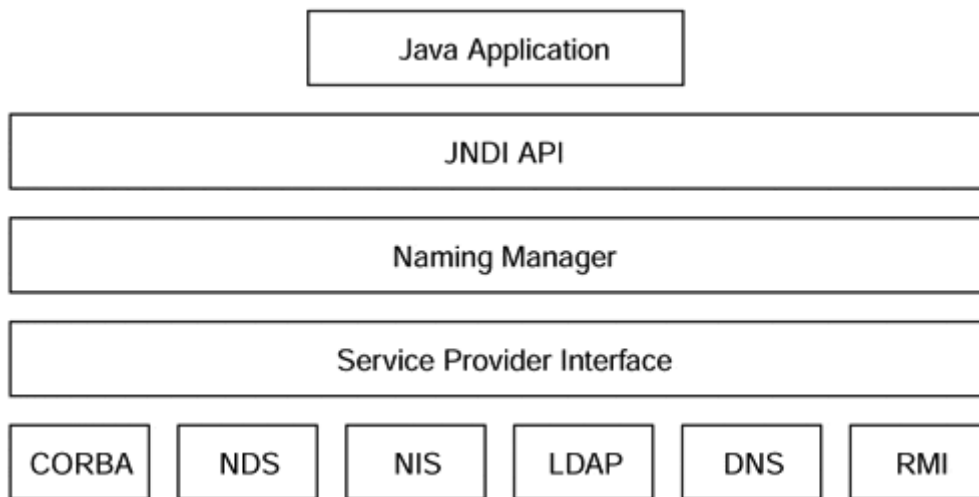 Java Application
JNDI API
Naming Manager
Service Provider Interface
CORBA NDS NIS LDAP DNS RMI